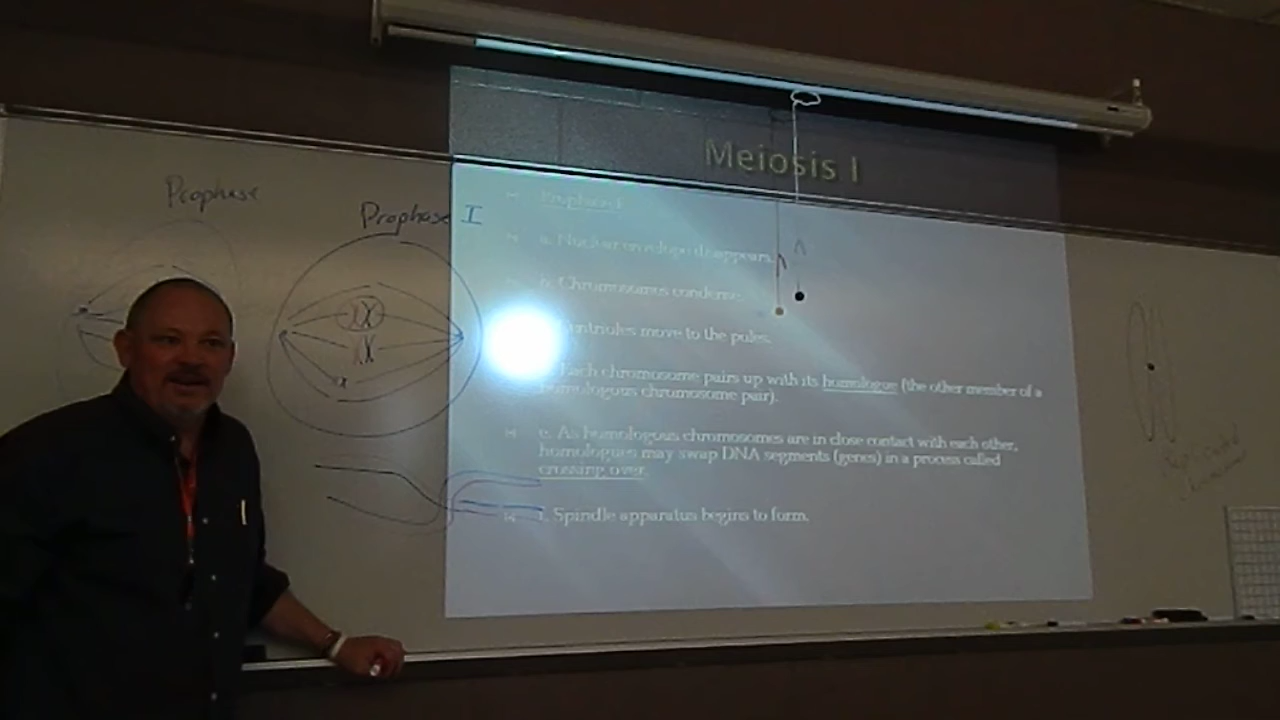 Meiosis I
Prophase
Prophase I
Prophase I
a. Nuclear envelope disappears.
b. Chromosomes condense.
Centrioles move to the poles.
Each chromosome pairs up with its homologue (the other member of a
homologous chromosome pair).
e. As homologous chromosomes are in close contact with each other,
homologues may swap DNA segments (genes) in a process called
crossing over.
f. Spindle apparatus begins to form.